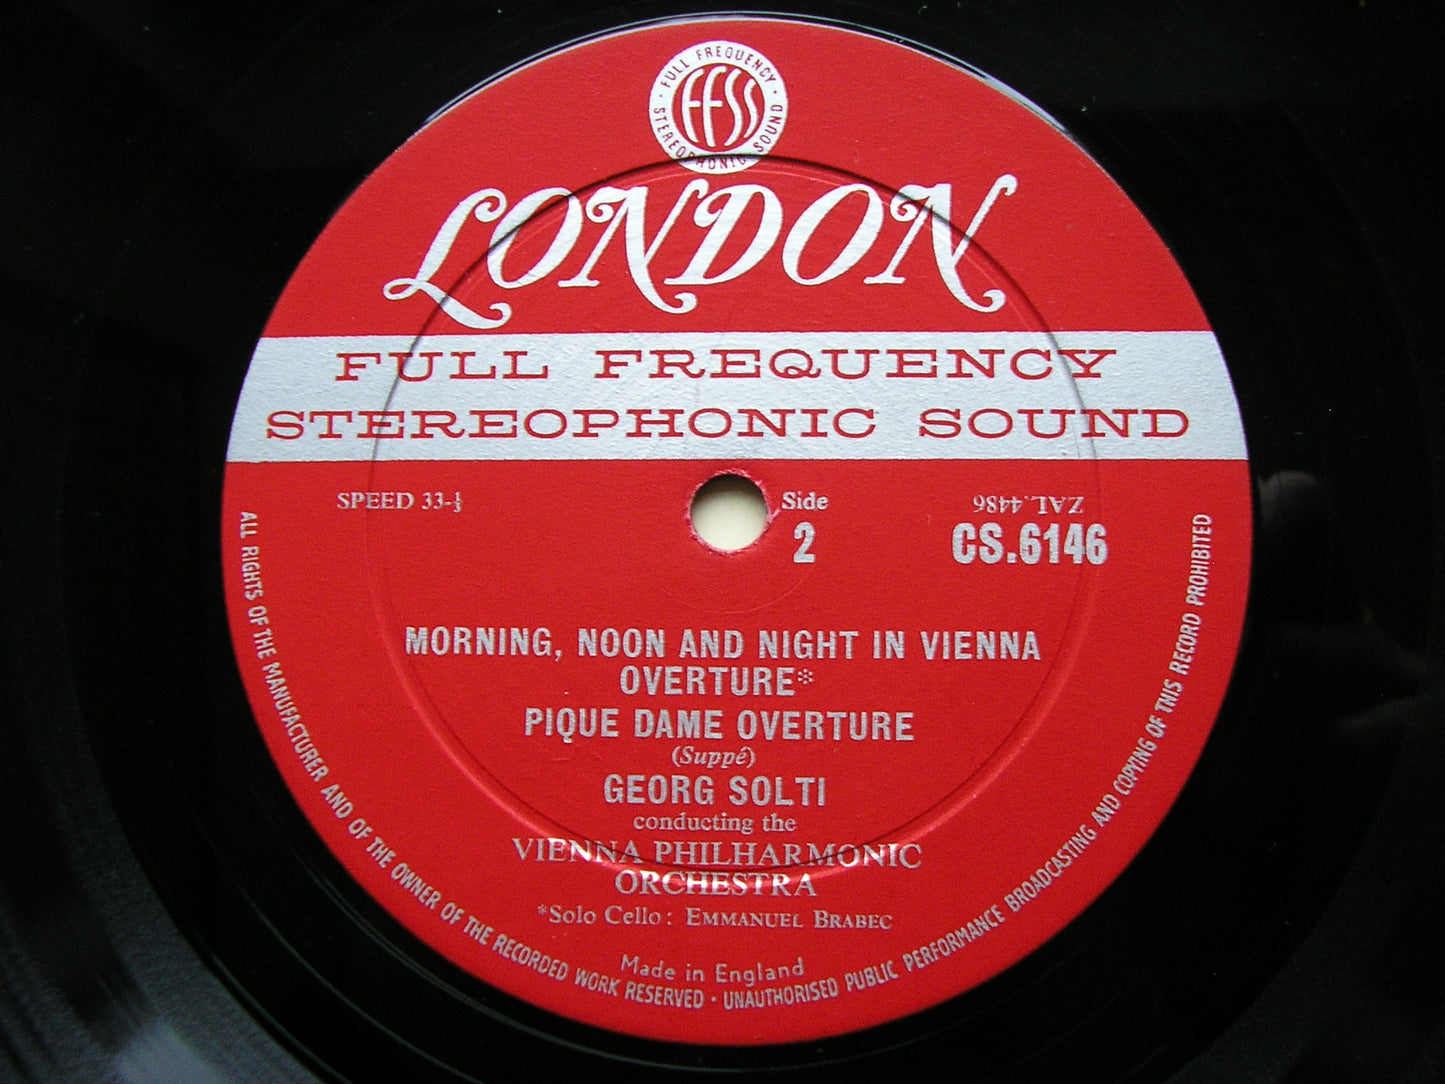 FULL FREQUENCY
FFSS
STEREOPHONIC SOUND
LONDON
FULL FREQUENCY
STEREOPHONIC SOUND
SPEED 33-⅓
Side
2
ZAL.4486
CS.6146
MORNING, NOON AND NIGHT IN VIENNA
OVERTURE*
PIQUE DAME OVERTURE
(Suppé)
GEORG SOLTI
conducting the
VIENNA PHILHARMONIC
ORCHESTRA
*Solo Cello: EMMANUEL BRABEC
Made in England
ALL RIGHTS OF THE MANUFACTURER AND OF THE OWNER OF THE RECORDED WORK RESERVED · UNAUTHORISED PUBLIC PERFORMANCE BROADCASTING AND COPYING OF THIS RECORD PROHIBITED